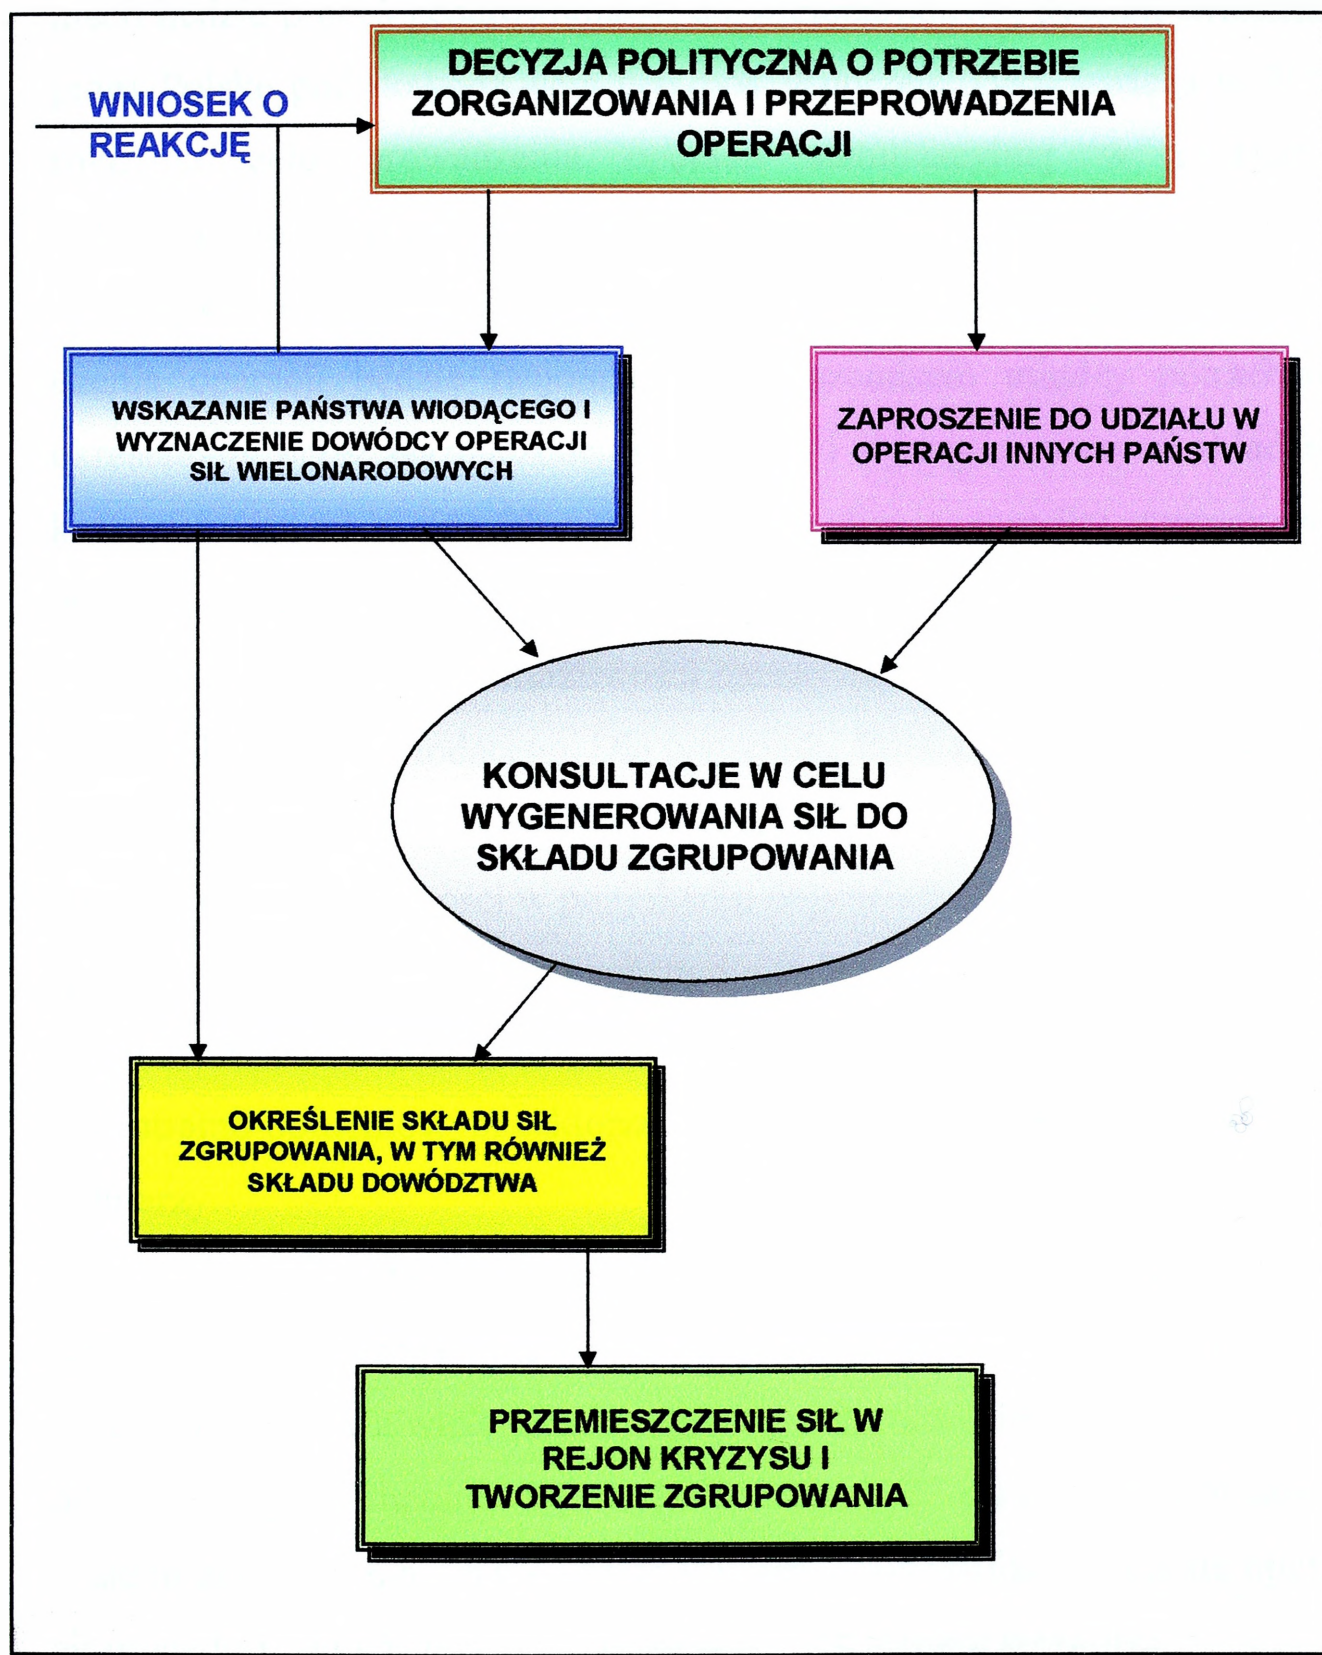 DECYZJA POLITYCZNA O POTRZEBIE
ZORGANIZOWANIA I PRZEPROWADZENIA
OPERACJI
WNIOSEK O
REAKCJĘ
WSKAZANIE PAŃSTWA WIODĄCEGO I
WYZNACZENIE DOWÓDCY OPERACJI
SIŁ WIELONARODOWYCH
ZAPROSZENIE DO UDZIAŁU W
OPERACJI INNYCH PAŃSTW
KONSULTACJE W CELU
WYGENEROWANIA SIŁ DO
SKŁADU ZGRUPOWANIA
OKREŚLENIE SKŁADU SIŁ
ZGRUPOWANIA, W TYM RÓWNIEŻ
SKŁADU DOWÓDZTWA
PRZEMIESZCZENIE SIŁ W
REJON KRYZYSU I
TWORZENIE ZGRUPOWANIA